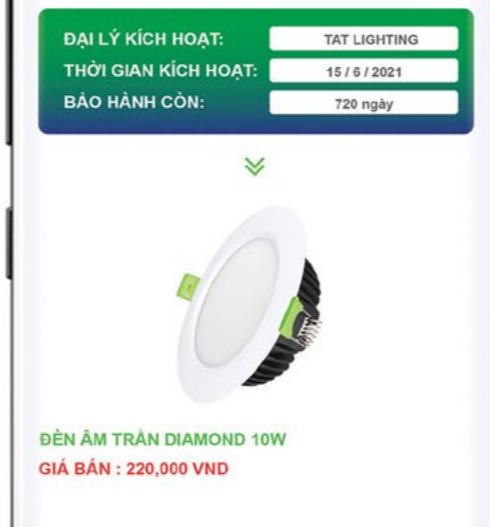 ĐẠI LÝ KÍCH HOẠT: TAT LIGHTING
THỜI GIAN KÍCH HOẠT: 15 / 6 / 2021
BẢO HÀNH CÒN: 720 ngày
ĐÈN ÂM TRẦN DIAMOND 10W
GIÁ BÁN : 220,000 VND